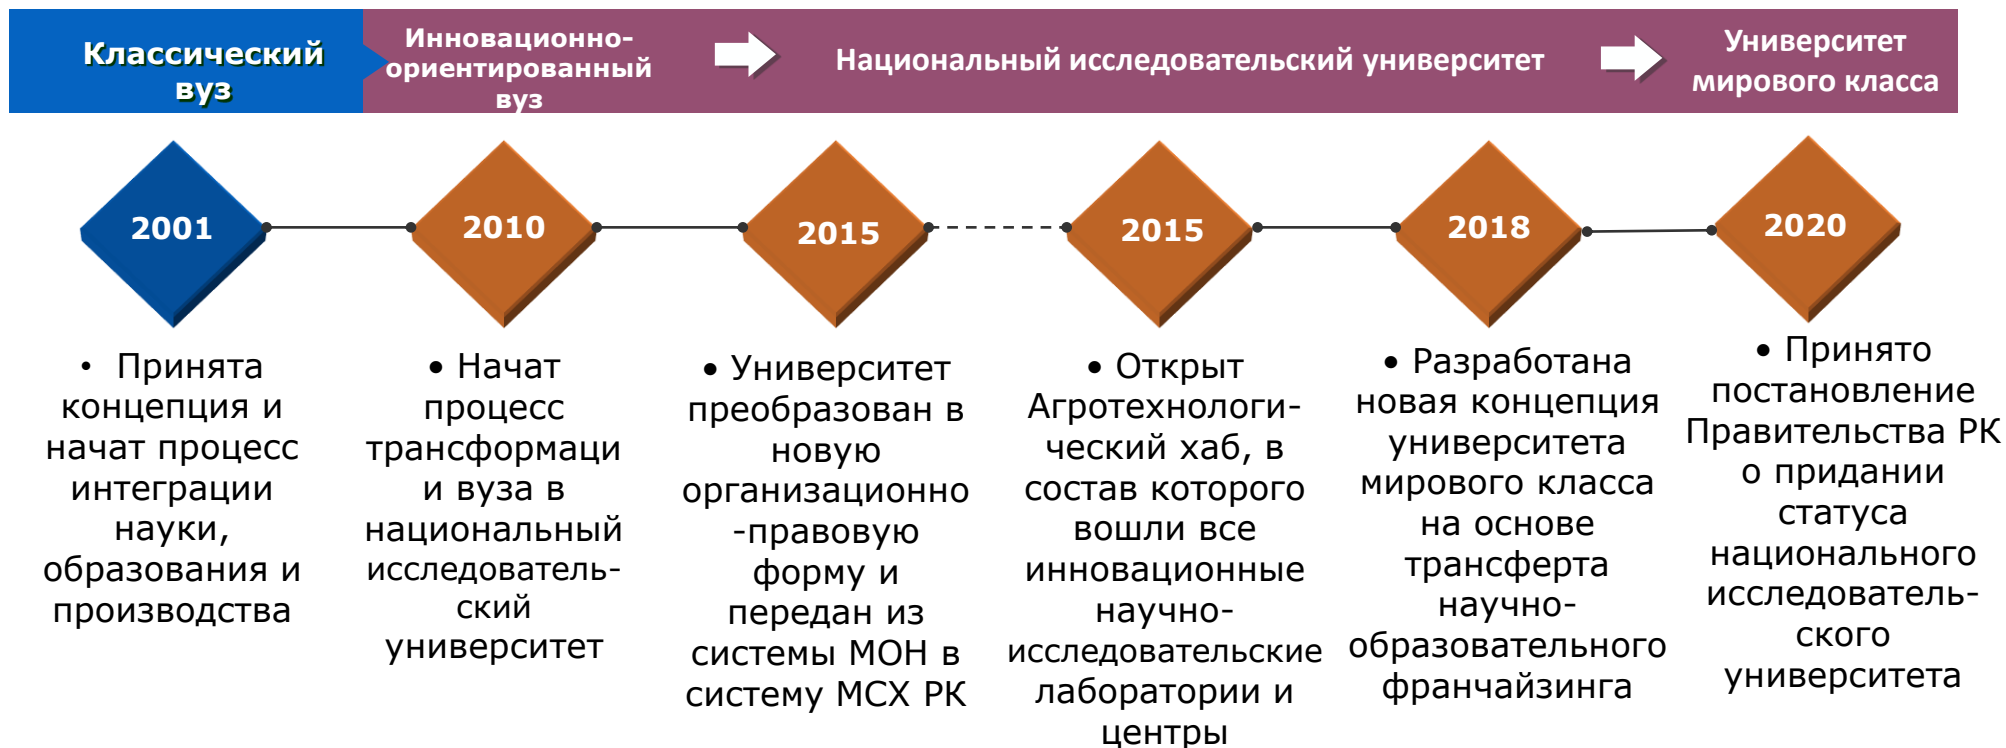 Классический
вуз
Инновационно-
ориентированный
вуз
Национальный исследовательский университет
Университет
мирового класса
2001
2010
2015
2015
2018
2020
• Принята
концепция и
начат процесс
интеграции
науки,
образования и
производства
• Начат
процесс
трансформаци
и вуза в
национальный
исследователь-
ский
университет
• Университет
преобразован в
новую
организационно
-правовую
форму и
передан из
системы МОН в
систему МСХ РК
• Открыт
Агротехнологи-
ческий хаб, в
состав которого
вошли все
инновационные
научно-
исследовательские
лаборатории и
центры
• Разработана
новая концепция
университета
мирового класса
на основе
трансферта
научно-
образовательного
франчайзинга
• Принято
постановление
Правительства РК
о придании
статуса
национального
исследователь-
ского
университета